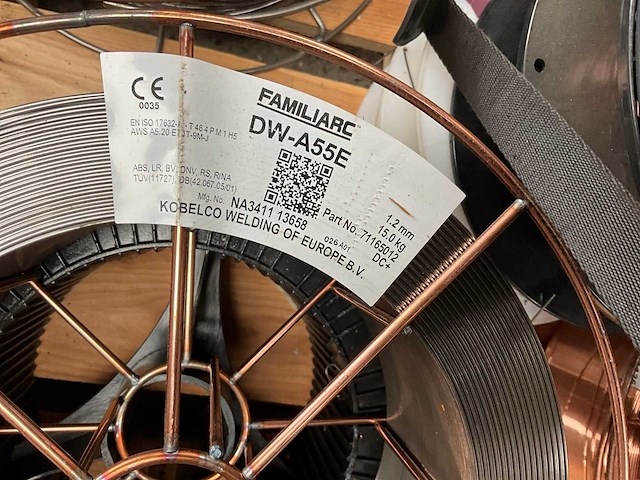 CE
0035
FAMILIARC™
DW-A55E
EN ISO 17632-A - T 46 4 P M 1 H5
AWS A5.20 E71T-9M-J
ABS, LR, BV, DNV, RS, RINA
TÜV(11727), DB(42.067.05/01)
Mfg. No. NA3411 13658
Part No. 71165012
1.2 mm
15.0 kg
DC+
026 A01
KOBELCO WELDING OF EUROPE B.V.